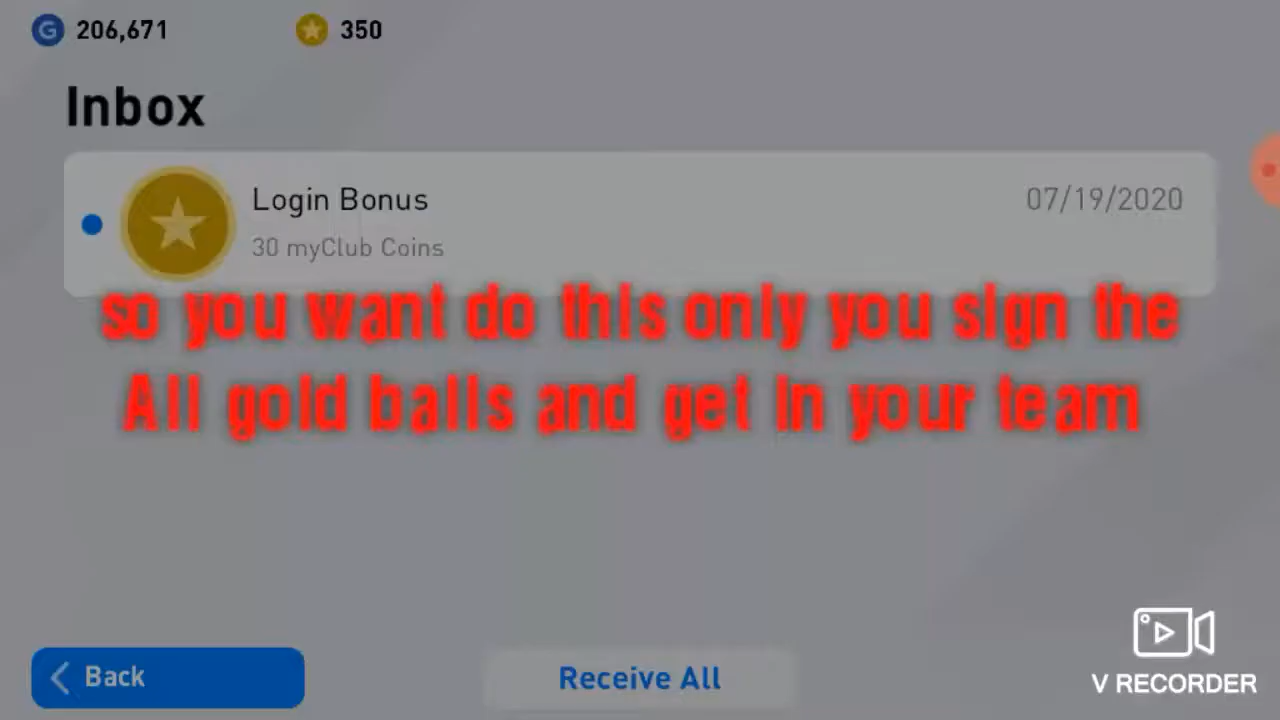 G 206,671 350
Inbox
Login Bonus 07/19/2020
30 myClub Coins
so you want do this only you sign the
All gold balls and get in your team
Back Receive All
V RECORDER